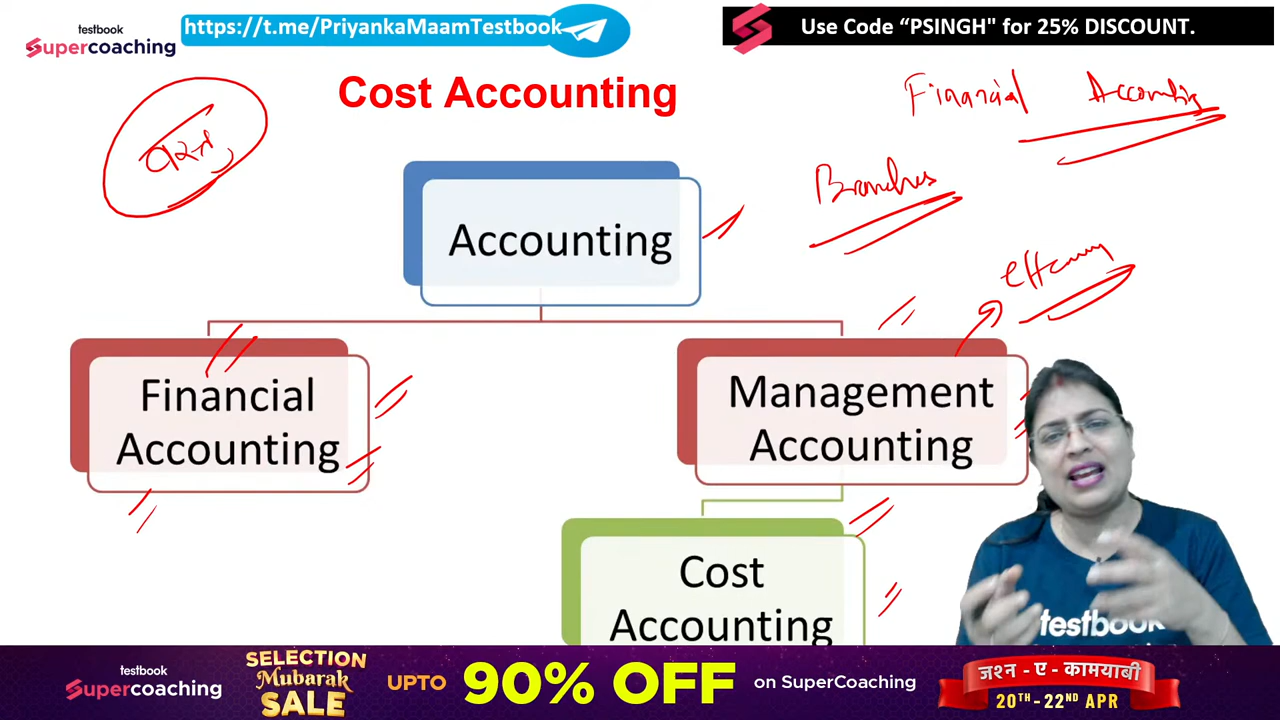 testbook
Supercoaching
https://t.me/PriyankaMaamTestbook
Use Code “PSINGH" for 25% DISCOUNT.
Cost Accounting
Financial Accounting
Branches
Accounting
Financial
Accounting
Management
Accounting
Cost
Accounting
testbook
testbook
Supercoaching
SELECTION
Mubarak
SALE
UPTO 90% OFF on SuperCoaching
जश्न - ए - कामयाबी
20TH - 22ND APR